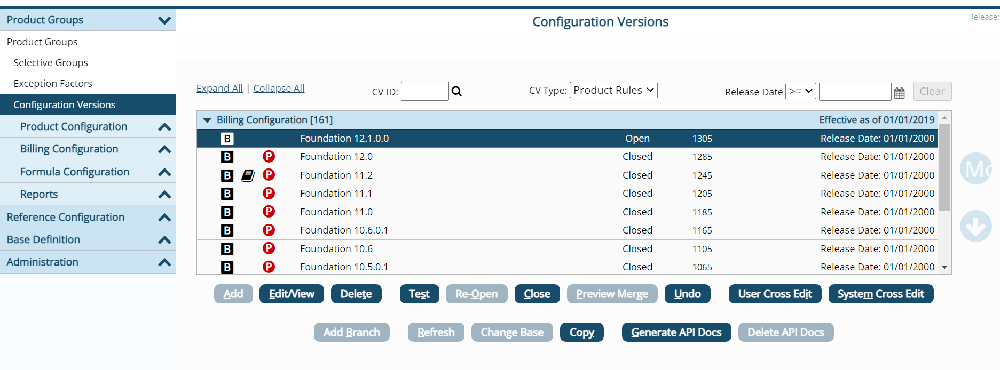 Product Groups
Product Groups
Selective Groups
Exception Factors
Configuration Versions
Product Configuration
Billing Configuration
Formula Configuration
Reports
Reference Configuration
Base Definition
Administration
Configuration Versions
Release:
Expand All | Collapse All
CV ID:
CV Type: Product Rules
Release Date >=
Clear
Billing Configuration [161] Effective as of 01/01/2019
B Foundation 12.1.0.0 Open 1305 Release Date: 01/01/2000
B P Foundation 12.0 Closed 1285 Release Date: 01/01/2000
B P Foundation 11.2 Closed 1245 Release Date: 01/01/2000
B P Foundation 11.1 Closed 1205 Release Date: 01/01/2000
B P Foundation 11.0 Closed 1185 Release Date: 01/01/2000
B P Foundation 10.6.0.1 Closed 1165 Release Date: 01/01/2000
B P Foundation 10.6 Closed 1105 Release Date: 01/01/2000
B P Foundation 10.5.0.1 Closed 1065 Release Date: 01/01/2000
Add Edit/View Delete Test Re-Open Close Preview Merge Undo User Cross Edit System Cross Edit
Add Branch Refresh Change Base Copy Generate API Docs Delete API Docs